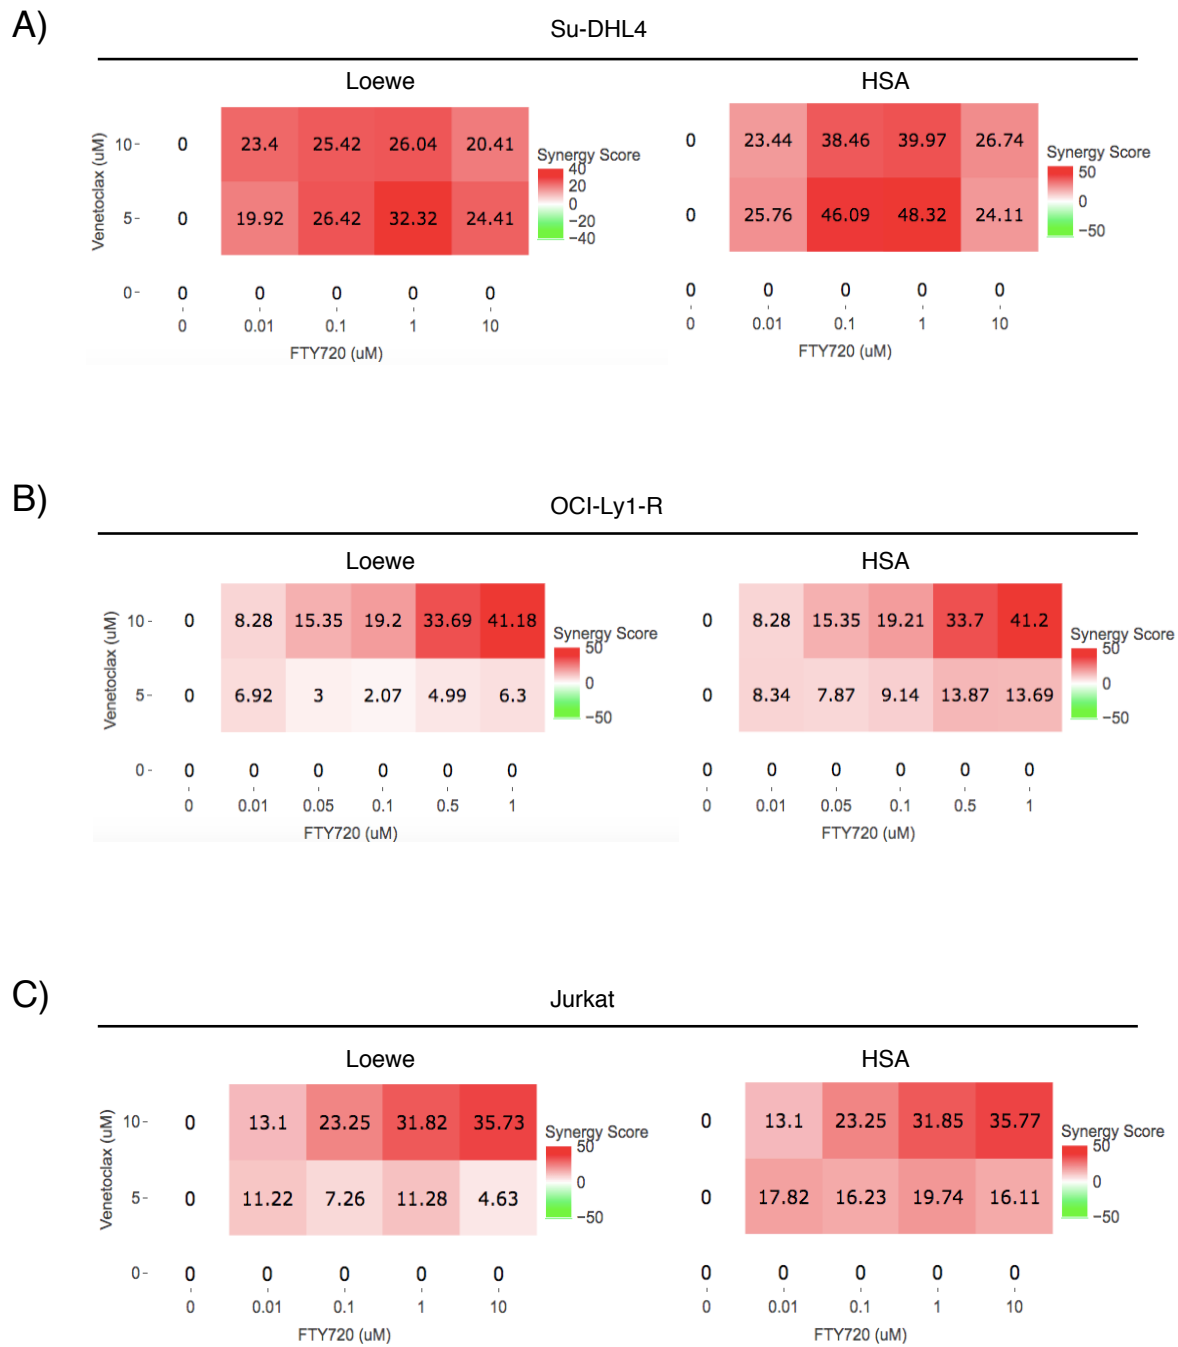 A)
Su-DHL4
Loewe HSA
Venetoclax (uM)
10 0 23.4 25.42 26.04 20.41
5 0 19.92 26.42 32.32 24.41
0 0 0 0 0 0
0 0.01 0.1 1 10
FTY720 (uM)
Synergy Score
40
20
0
−20
−40
0 23.44 38.46 39.97 26.74
0 25.76 46.09 48.32 24.11
0 0 0 0 0
0 0.01 0.1 1 10
FTY720 (uM)
Synergy Score
50
0
−50
B)
OCI-Ly1-R
Loewe HSA
Venetoclax (uM)
10 0 8.28 15.35 19.2 33.69 41.18
5 0 6.92 3 2.07 4.99 6.3
0 0 0 0 0 0 0
0 0.01 0.05 0.1 0.5 1
FTY720 (uM)
Synergy Score
50
0
−50
0 8.28 15.35 19.21 33.7 41.2
0 8.34 7.87 9.14 13.87 13.69
0 0 0 0 0 0
0 0.01 0.05 0.1 0.5 1
FTY720 (uM)
Synergy Score
50
0
−50
C)
Jurkat
Loewe HSA
Venetoclax (uM)
10 0 13.1 23.25 31.82 35.73
5 0 11.22 7.26 11.28 4.63
0 0 0 0 0 0
0 0.01 0.1 1 10
FTY720 (uM)
Synergy Score
50
0
−50
0 13.1 23.25 31.85 35.77
0 17.82 16.23 19.74 16.11
0 0 0 0 0
0 0.01 0.1 1 10
FTY720 (uM)
Synergy Score
50
0
−50